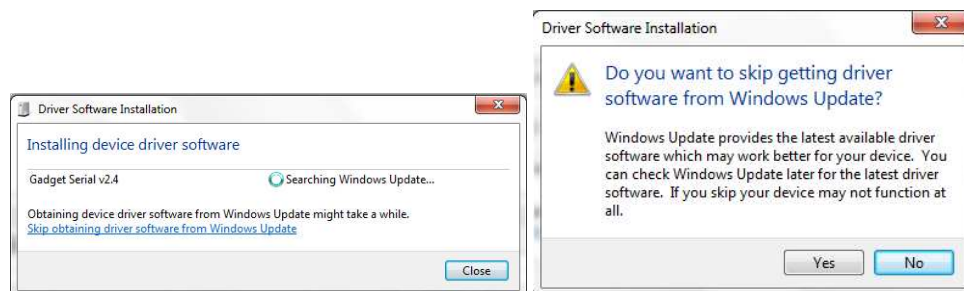 Driver Software Installation
Installing device driver software
Gadget Serial v2.4
Searching Windows Update...
Obtaining device driver software from Windows Update might take a while.
Skip obtaining driver software from Windows Update
Close
Driver Software Installation
X
Do you want to skip getting driver
software from Windows Update?
Windows Update provides the latest available driver
software which may work better for your device. You
can check Windows Update later for the latest driver
software. If you skip your device may not function at
all.
Yes
No